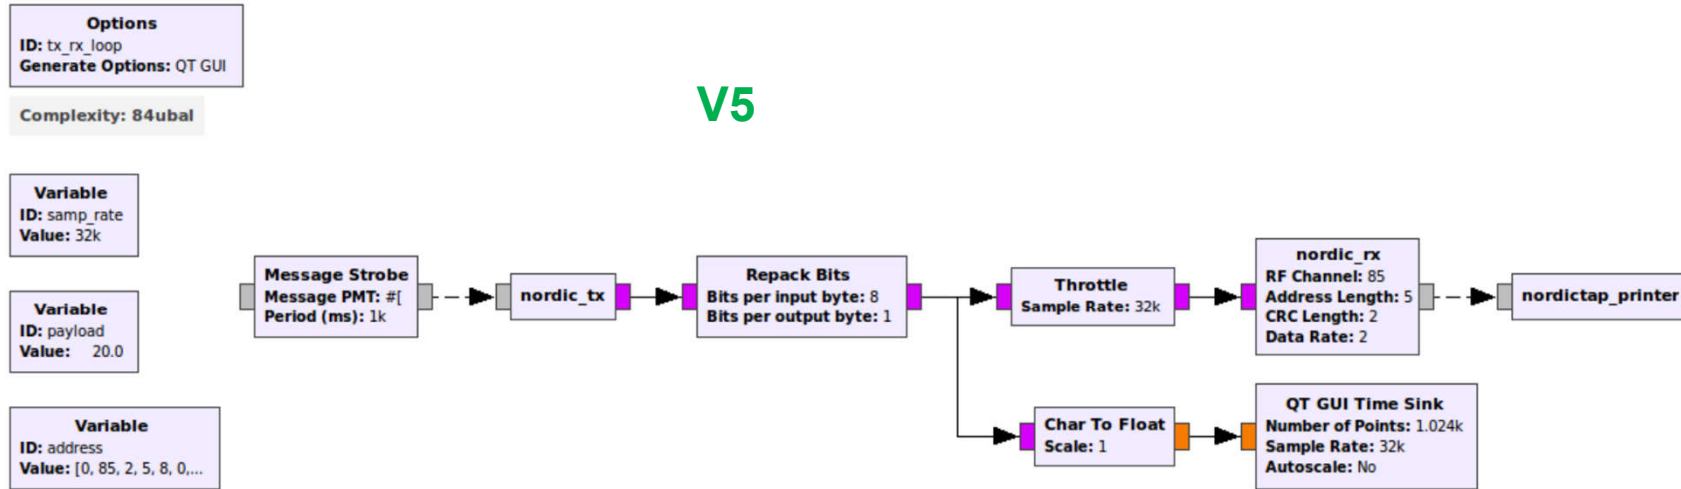 Options
ID: tx_rx_loop
Generate Options: QT GUI
Complexity: 84ubal
V5
Variable
ID: samp_rate
Value: 32k
Variable
ID: payload
Value: 20.0
Variable
ID: address
Value: [0, 85, 2, 5, 8, 0,...
Message Strobe
Message PMT: #[
Period (ms): 1k
nordic_tx
Repack Bits
Bits per input byte: 8
Bits per output byte: 1
Throttle
Sample Rate: 32k
nordic_rx
RF Channel: 85
Address Length: 5
CRC Length: 2
Data Rate: 2
nordictap_printer
Char To Float
Scale: 1
QT GUI Time Sink
Number of Points: 1.024k
Sample Rate: 32k
Autoscale: No